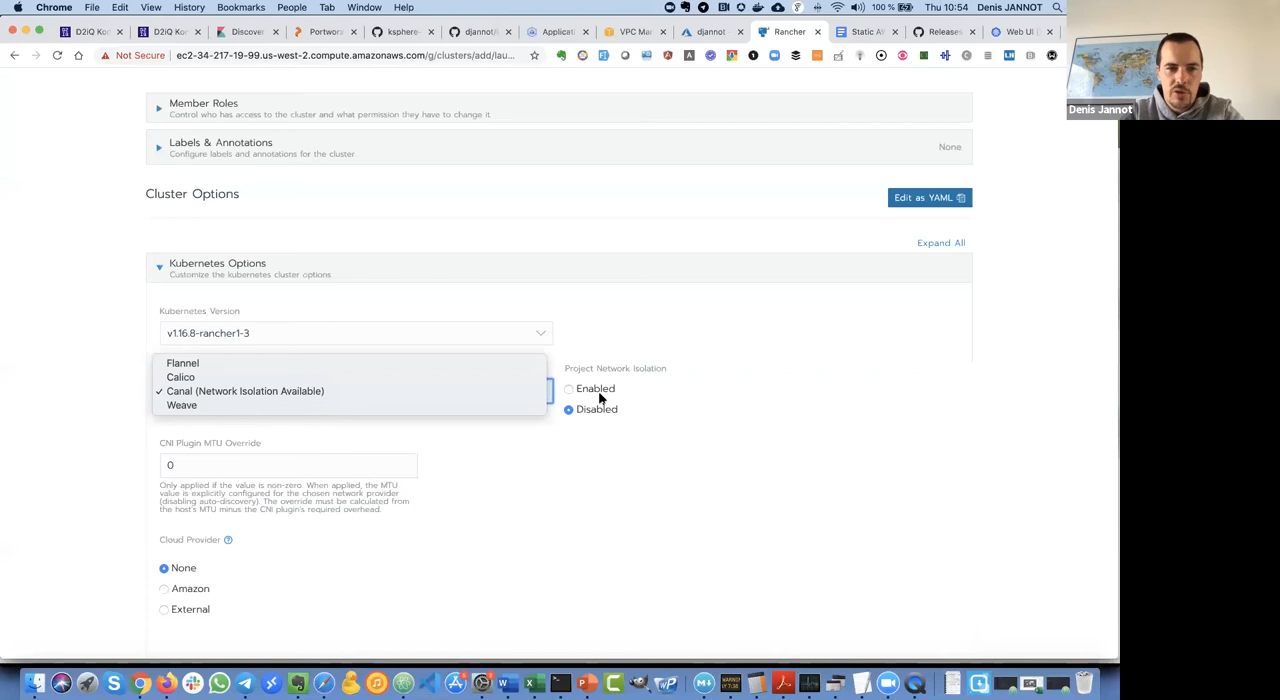 Chrome File Edit View History Bookmarks People Tab Window Help 100 % Thu 10:54 Denis JANNOT
D2iQ Kor D2iQ Kor Discover Portwor ksphere- djannot/ Applicati VPC Ma djannot Rancher Static AV Releases Web UI
Not Secure ec2-34-217-19-99.us-west-2.compute.amazonaws.com/g/clusters/add/lau...
Denis Jannot
Member Roles
Control who has access to the cluster and what permission they have to change it
Labels & Annotations
None
Configure labels and annotations for the cluster
Cluster Options
Edit as YAML
Expand All
Kubernetes Options
Customize the kubernetes cluster options
Kubernetes Version
v1.16.8-rancher1-3
Flannel
Calico
Canal (Network Isolation Available)
Weave
Project Network Isolation
Enabled
Disabled
CNI Plugin MTU Override
0
Only applied if the value is non-zero. When applied, the MTU
value is explicitly configured for the chosen network provider
(disabling auto-discovery). The override must be calculated from
the host's MTU minus the CNI plugin's required overhead.
Cloud Provider
None
Amazon
External